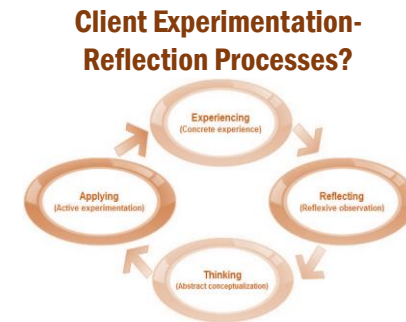 Client Experimentation-
Reflection Processes?
Experiencing
(Concrete experience)
Applying
(Active experimentation)
Reflecting
(Reflexive observation)
Thinking
(Abstract conceptualization)